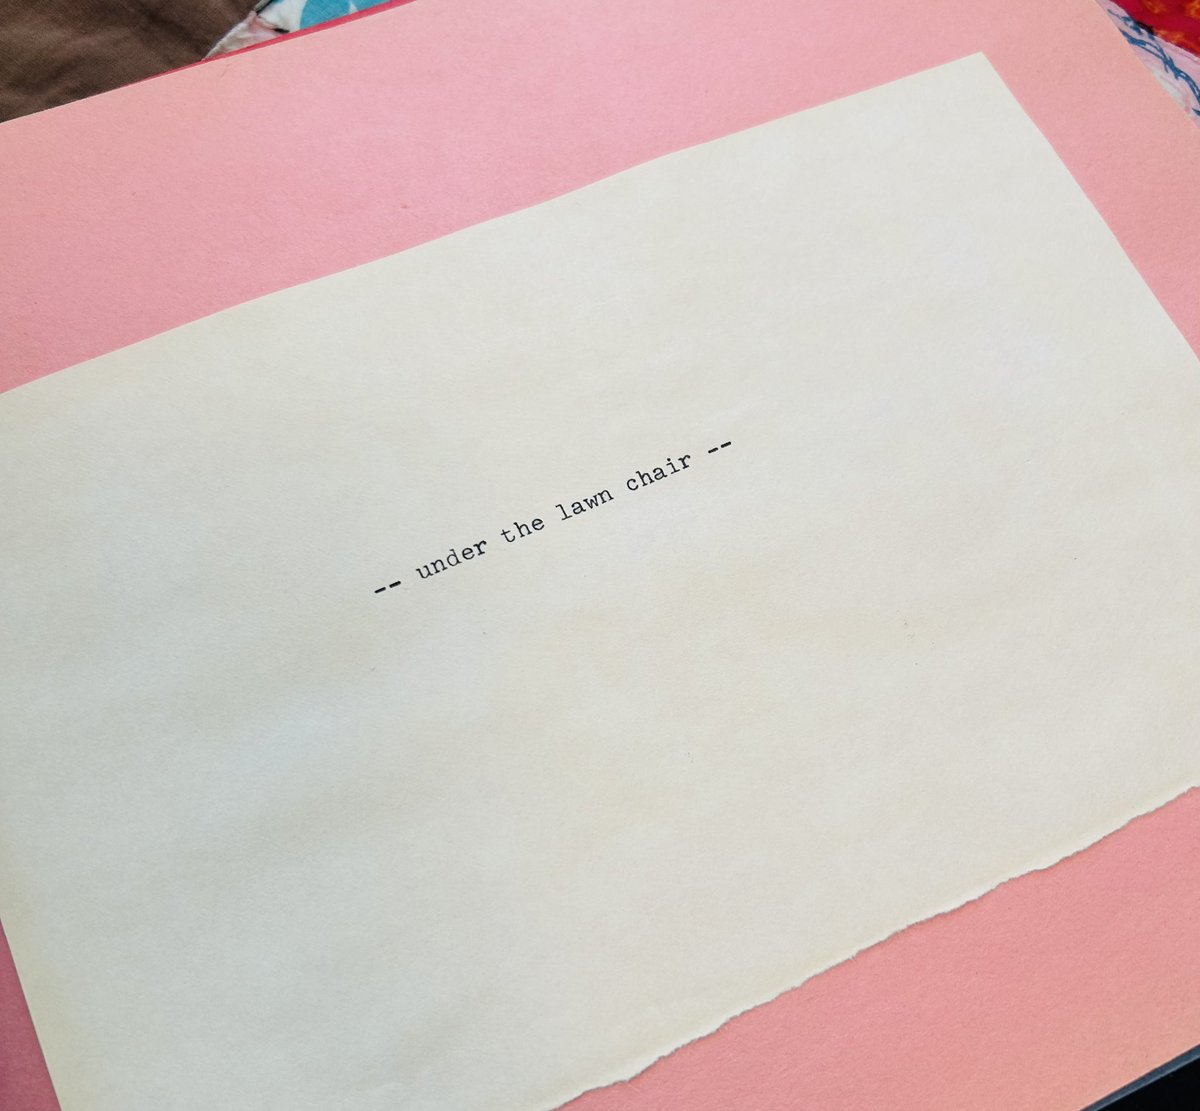 -- under the lawn chair --